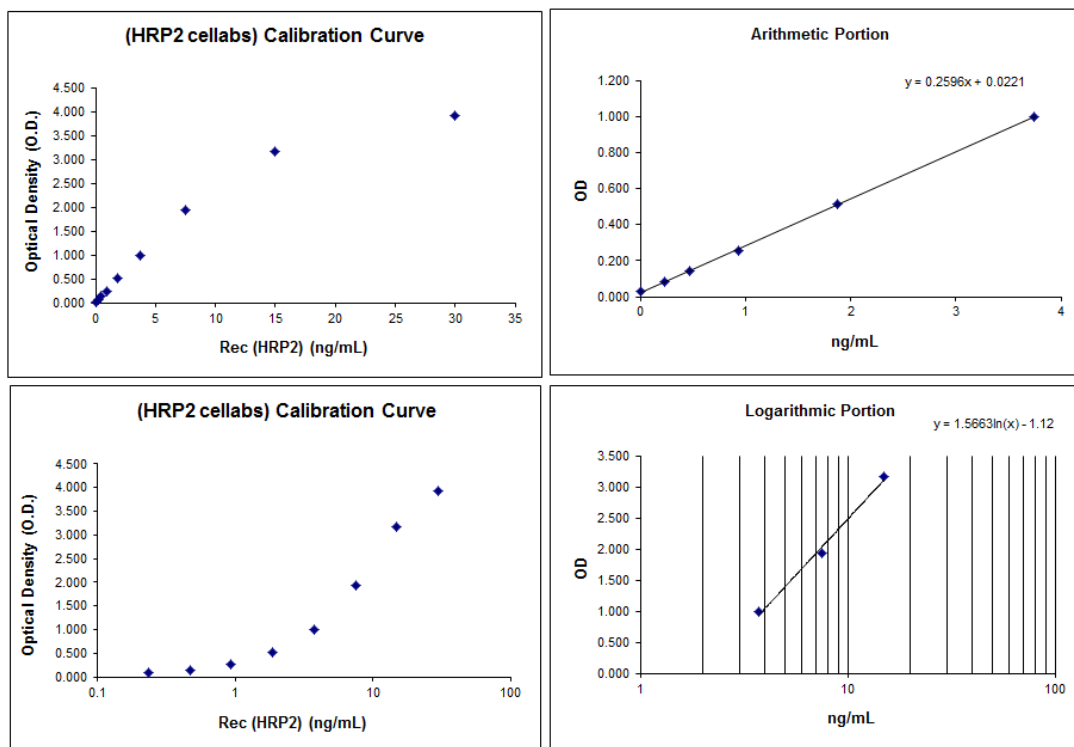 (HRP2 cellabs) Calibration Curve
4.500
4.000
3.500
3.000
2.500
2.000
1.500
1.000
0.500
0.000
Optical Density (O.D.)
0 5 10 15 20 25 30 35
Rec (HRP2) (ng/mL)
Arithmetic Portion
y = 0.2596x + 0.0221
1.200
1.000
0.800
0.600
0.400
0.200
0.000
OD
0 1 2 3 4
ng/mL
(HRP2 cellabs) Calibration Curve
4.500
4.000
3.500
3.000
2.500
2.000
1.500
1.000
0.500
0.000
Optical Density (O.D.)
0.1 1 10 100
Rec (HRP2) (ng/mL)
Logarithmic Portion
y = 1.5663ln(x) - 1.12
3.500
3.000
2.500
2.000
1.500
1.000
0.500
0.000
OD
1 10 100
ng/mL